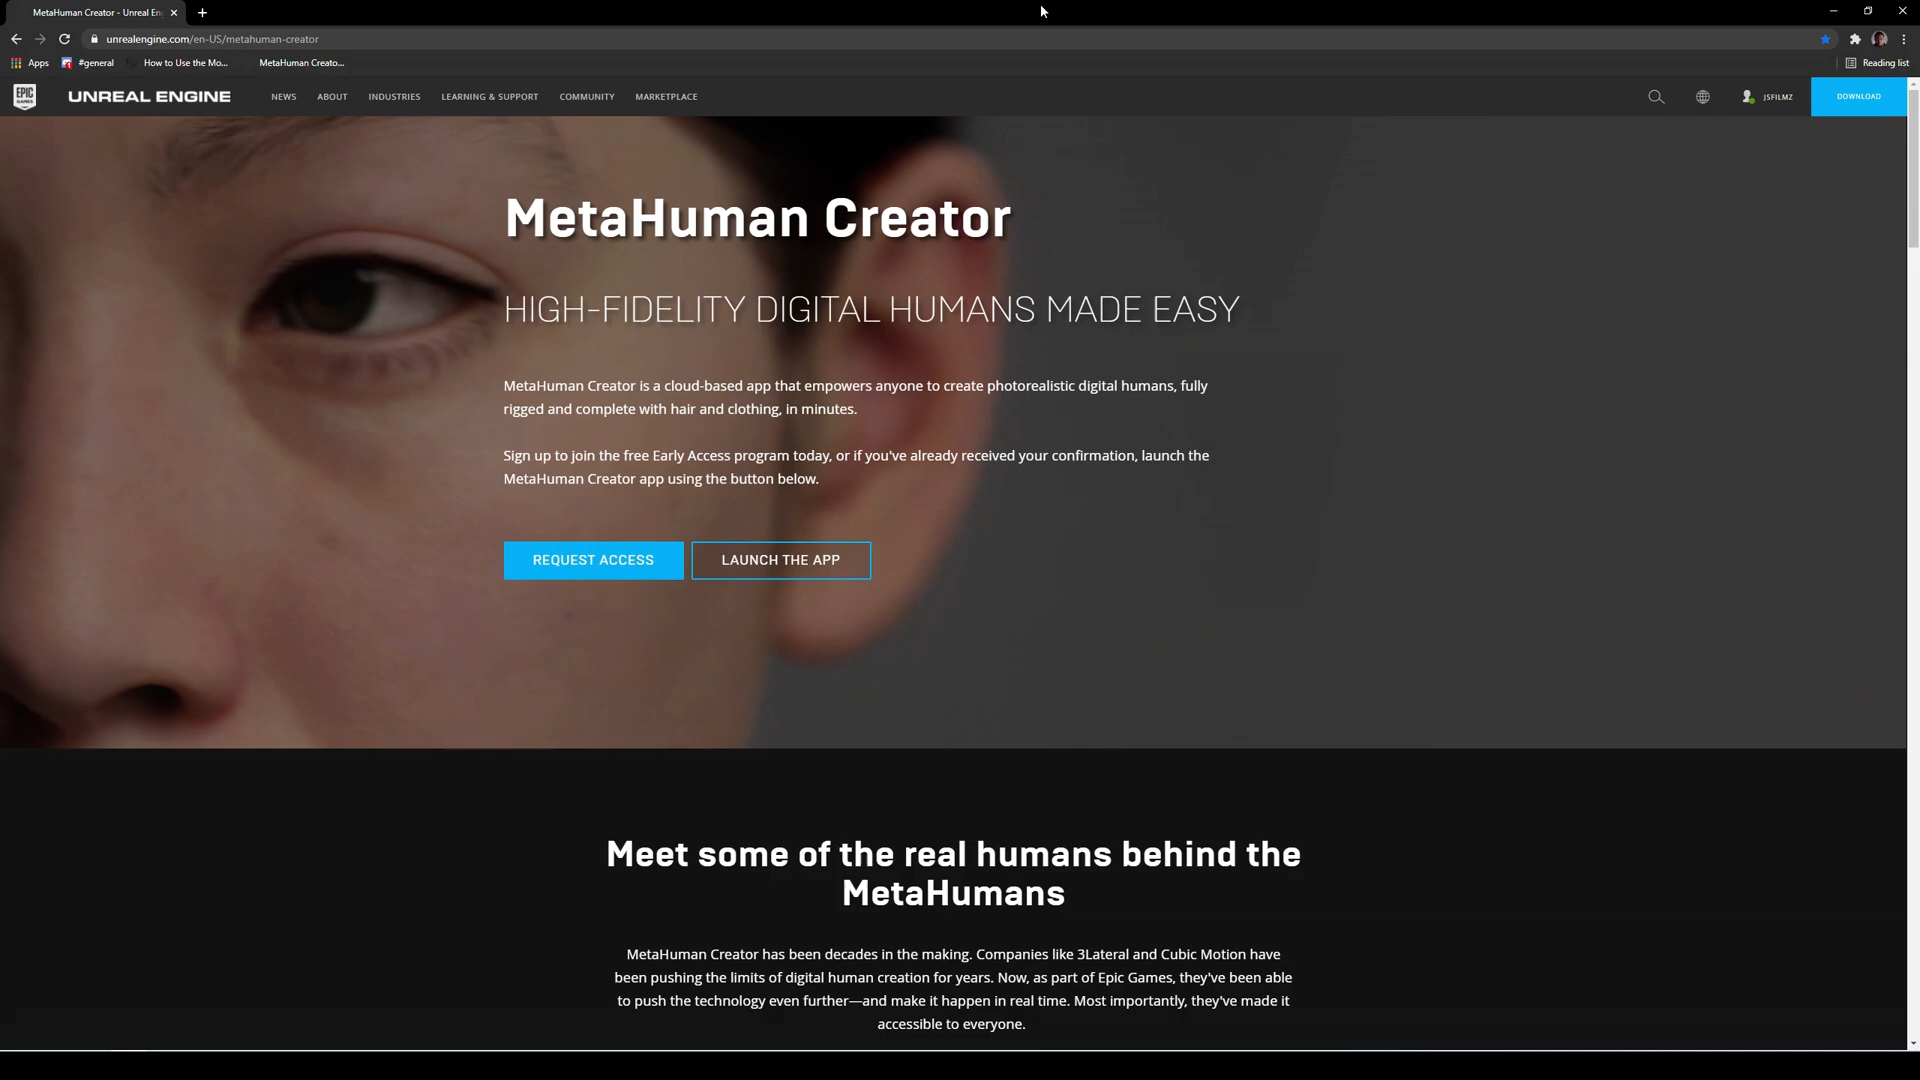 MetaHuman Creator - Unreal En
unrealengine.com/en-US/metahuman-creator
Apps #general How to Use the Mo... MetaHuman Creato... Reading list
EPIC GAMES UNREAL ENGINE NEWS ABOUT INDUSTRIES LEARNING & SUPPORT COMMUNITY MARKETPLACE JSFILMZ DOWNLOAD
MetaHuman Creator
HIGH-FIDELITY DIGITAL HUMANS MADE EASY
MetaHuman Creator is a cloud-based app that empowers anyone to create photorealistic digital humans, fully
rigged and complete with hair and clothing, in minutes.
Sign up to join the free Early Access program today, or if you've already received your confirmation, launch the
MetaHuman Creator app using the button below.
REQUEST ACCESS LAUNCH THE APP
Meet some of the real humans behind the
MetaHumans
MetaHuman Creator has been decades in the making. Companies like 3Lateral and Cubic Motion have
been pushing the limits of digital human creation for years. Now, as part of Epic Games, they've been able
to push the technology even further—and make it happen in real time. Most importantly, they've made it
accessible to everyone.